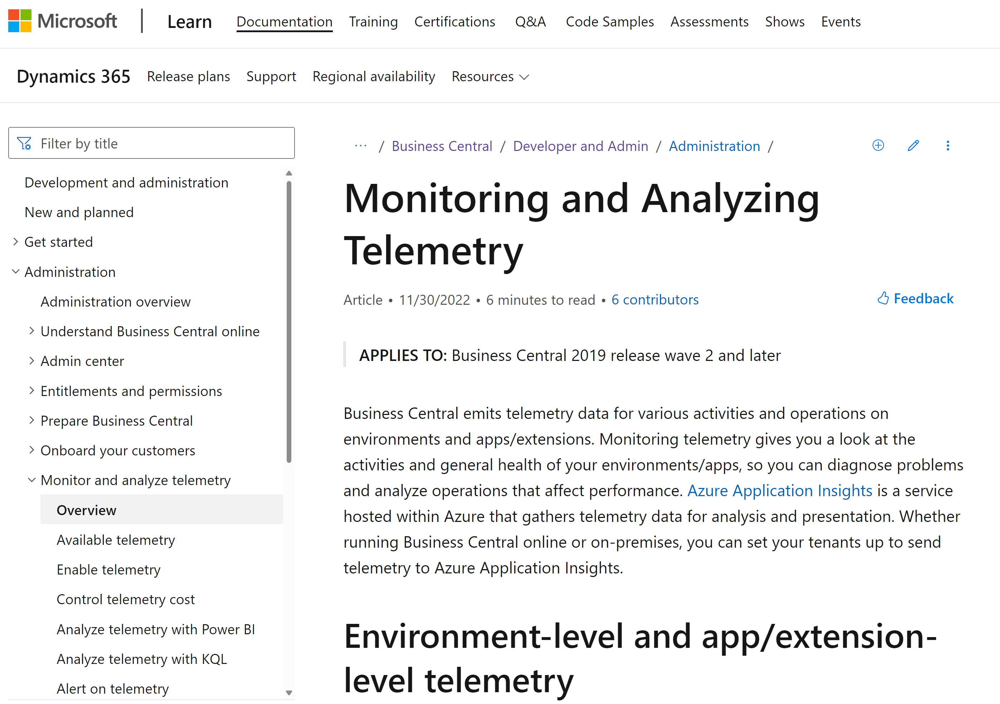 Microsoft | Learn Documentation Training Certifications Q&A Code Samples Assessments Shows Events
Dynamics 365 Release plans Support Regional availability Resources
Filter by title
Development and administration
New and planned
Get started
Administration
Administration overview
Understand Business Central online
Admin center
Entitlements and permissions
Prepare Business Central
Onboard your customers
Monitor and analyze telemetry
Overview
Available telemetry
Enable telemetry
Control telemetry cost
Analyze telemetry with Power BI
Analyze telemetry with KQL
Alert on telemetry
··· / Business Central / Developer and Admin / Administration /
Monitoring and Analyzing
Telemetry
Article • 11/30/2022 • 6 minutes to read • 6 contributors
Feedback
APPLIES TO: Business Central 2019 release wave 2 and later
Business Central emits telemetry data for various activities and operations on
environments and apps/extensions. Monitoring telemetry gives you a look at the
activities and general health of your environments/apps, so you can diagnose problems
and analyze operations that affect performance. Azure Application Insights is a service
hosted within Azure that gathers telemetry data for analysis and presentation. Whether
running Business Central online or on-premises, you can set your tenants up to send
telemetry to Azure Application Insights.
Environment-level and app/extension-
level telemetry